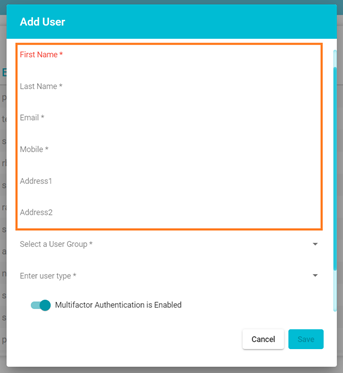 Add User
First Name *
Last Name *
Email *
Mobile *
Address1
Address2
Select a User Group *
Enter user type *
Multifactor Authentication is Enabled
Cancel
Save